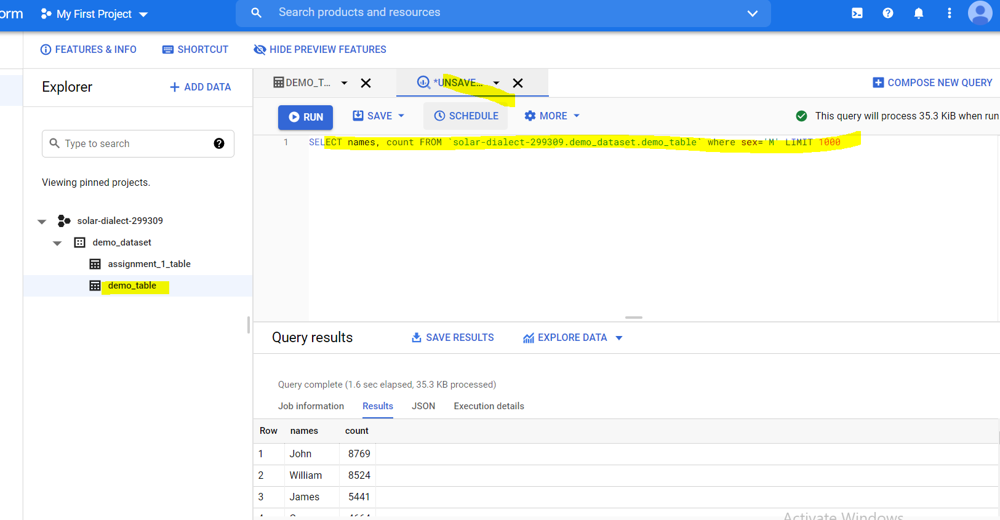 orm My First Project Search products and resources
FEATURES & INFO SHORTCUT HIDE PREVIEW FEATURES
Explorer ADD DATA
Type to search
Viewing pinned projects.
solar-dialect-299309
demo_dataset
assignment_1_table
demo_table
DEMO_T... *UNSAVE... COMPOSE NEW QUERY
RUN SAVE SCHEDULE MORE This query will process 35.3 KiB when run
1 SELECT names, count FROM `solar-dialect-299309.demo_dataset.demo_table` where sex='M' LIMIT 1000
Query results SAVE RESULTS EXPLORE DATA
Query complete (1.6 sec elapsed, 35.3 KB processed)
Job information Results JSON Execution details
Row names count
1 John 8769
2 William 8524
3 James 5441
Activate Windows